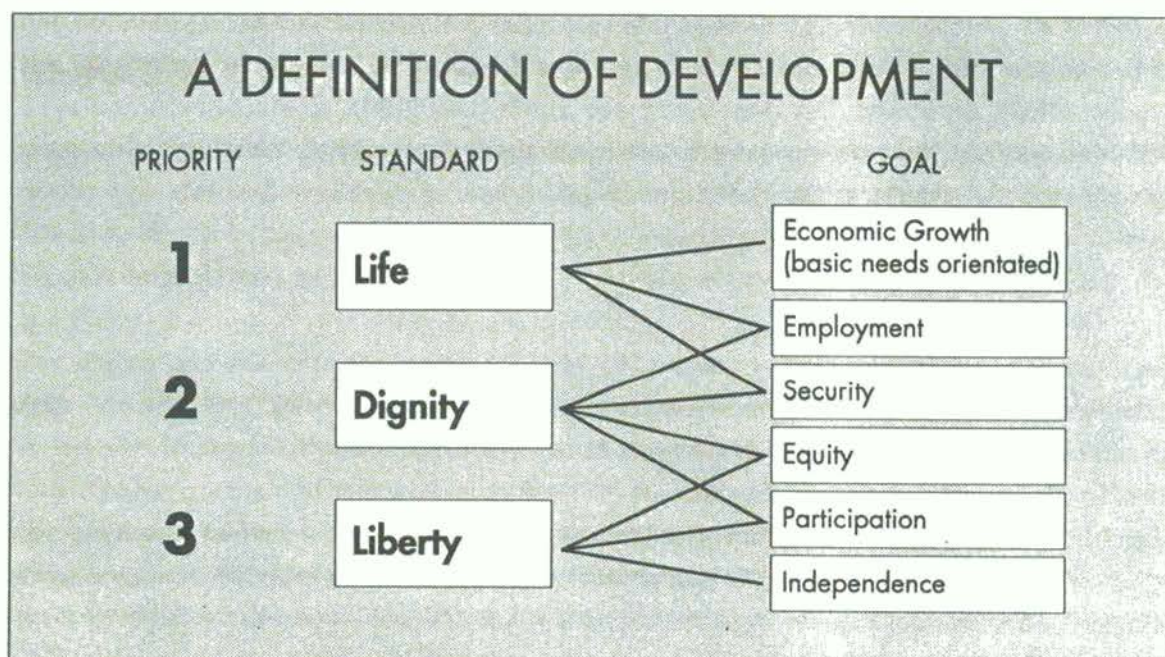 A DEFINITION OF DEVELOPMENT
PRIORITY STANDARD GOAL
1 Life
Economic Growth
(basic needs orientated)
Employment
2 Dignity
Security
Equity
3 Liberty
Participation
Independence